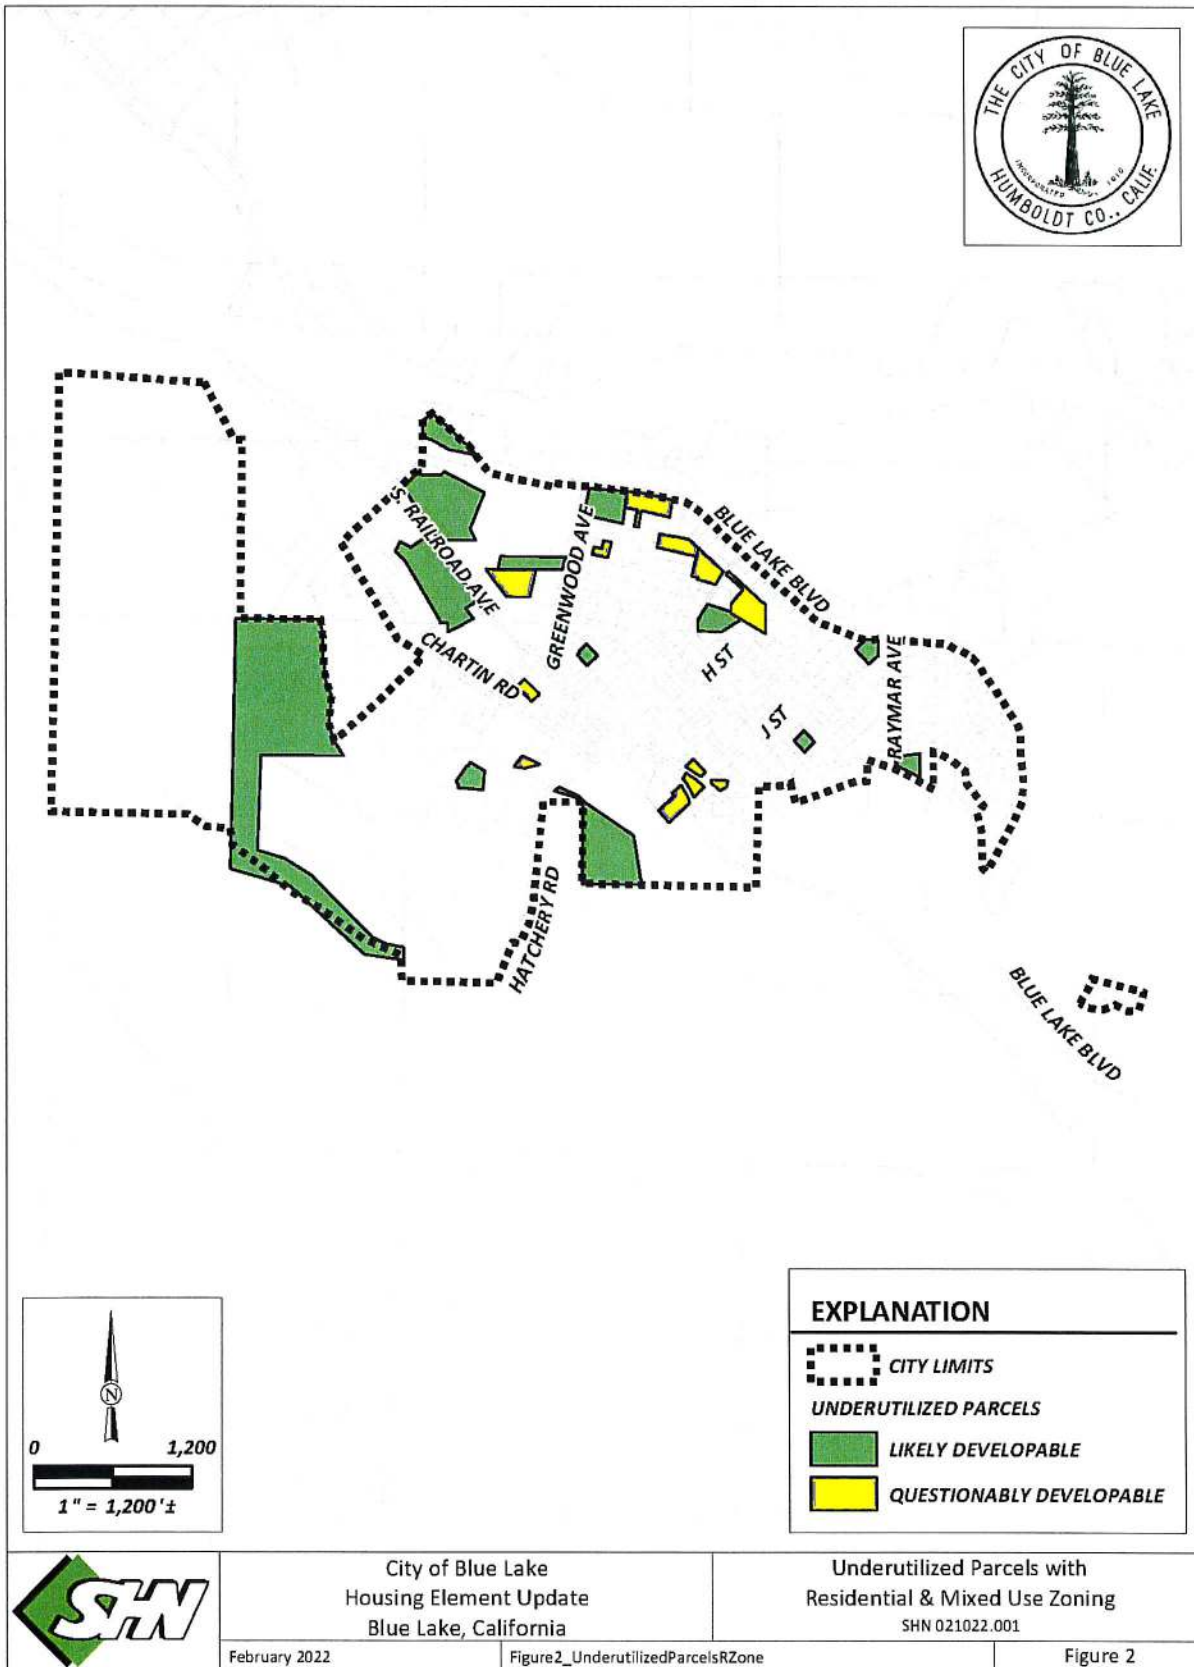 THE CITY OF BLUE LAKE
INCORPORATED 1910
HUMBOLDT CO., CALIF.
S. RAILROAD AVE
GREENWOOD AVE
BLUE LAKE BLVD
CHARTIN RD
H ST
J ST
RAYMAR AVE
HATCHERY RD
BLUE LAKE BLVD
EXPLANATION
CITY LIMITS
UNDERUTILIZED PARCELS
LIKELY DEVELOPABLE
QUESTIONABLY DEVELOPABLE
N
0 1,200
1" = 1,200'±
SHN
City of Blue Lake
Housing Element Update
Blue Lake, California
Underutilized Parcels with
Residential & Mixed Use Zoning
SHN 021022.001
February 2022
Figure2_UnderutilizedParcelsRZone
Figure 2